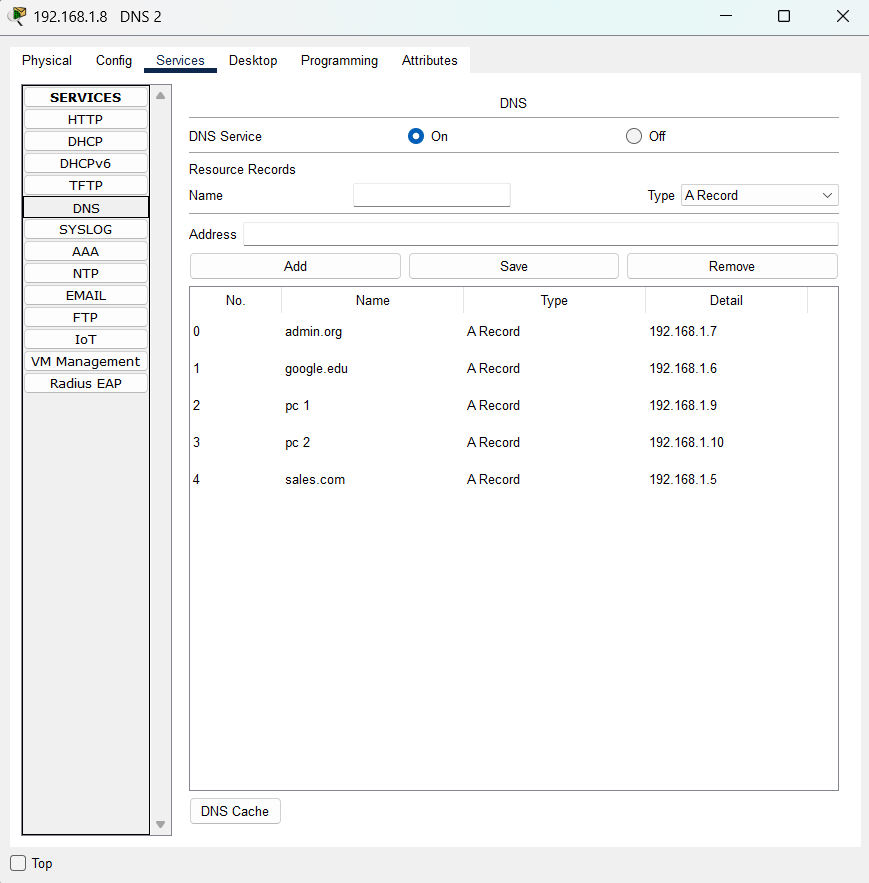 192.168.1.8 DNS 2
Physical Config Services Desktop Programming Attributes
SERVICES
HTTP
DHCP
DHCPv6
TFTP
DNS
SYSLOG
AAA
NTP
EMAIL
FTP
IoT
VM Management
Radius EAP
DNS
DNS Service On Off
Resource Records
Name Type A Record
Address
Add Save Remove
No. Name Type Detail
0 admin.org A Record 192.168.1.7
1 google.edu A Record 192.168.1.6
2 pc 1 A Record 192.168.1.9
3 pc 2 A Record 192.168.1.10
4 sales.com A Record 192.168.1.5
DNS Cache
Top